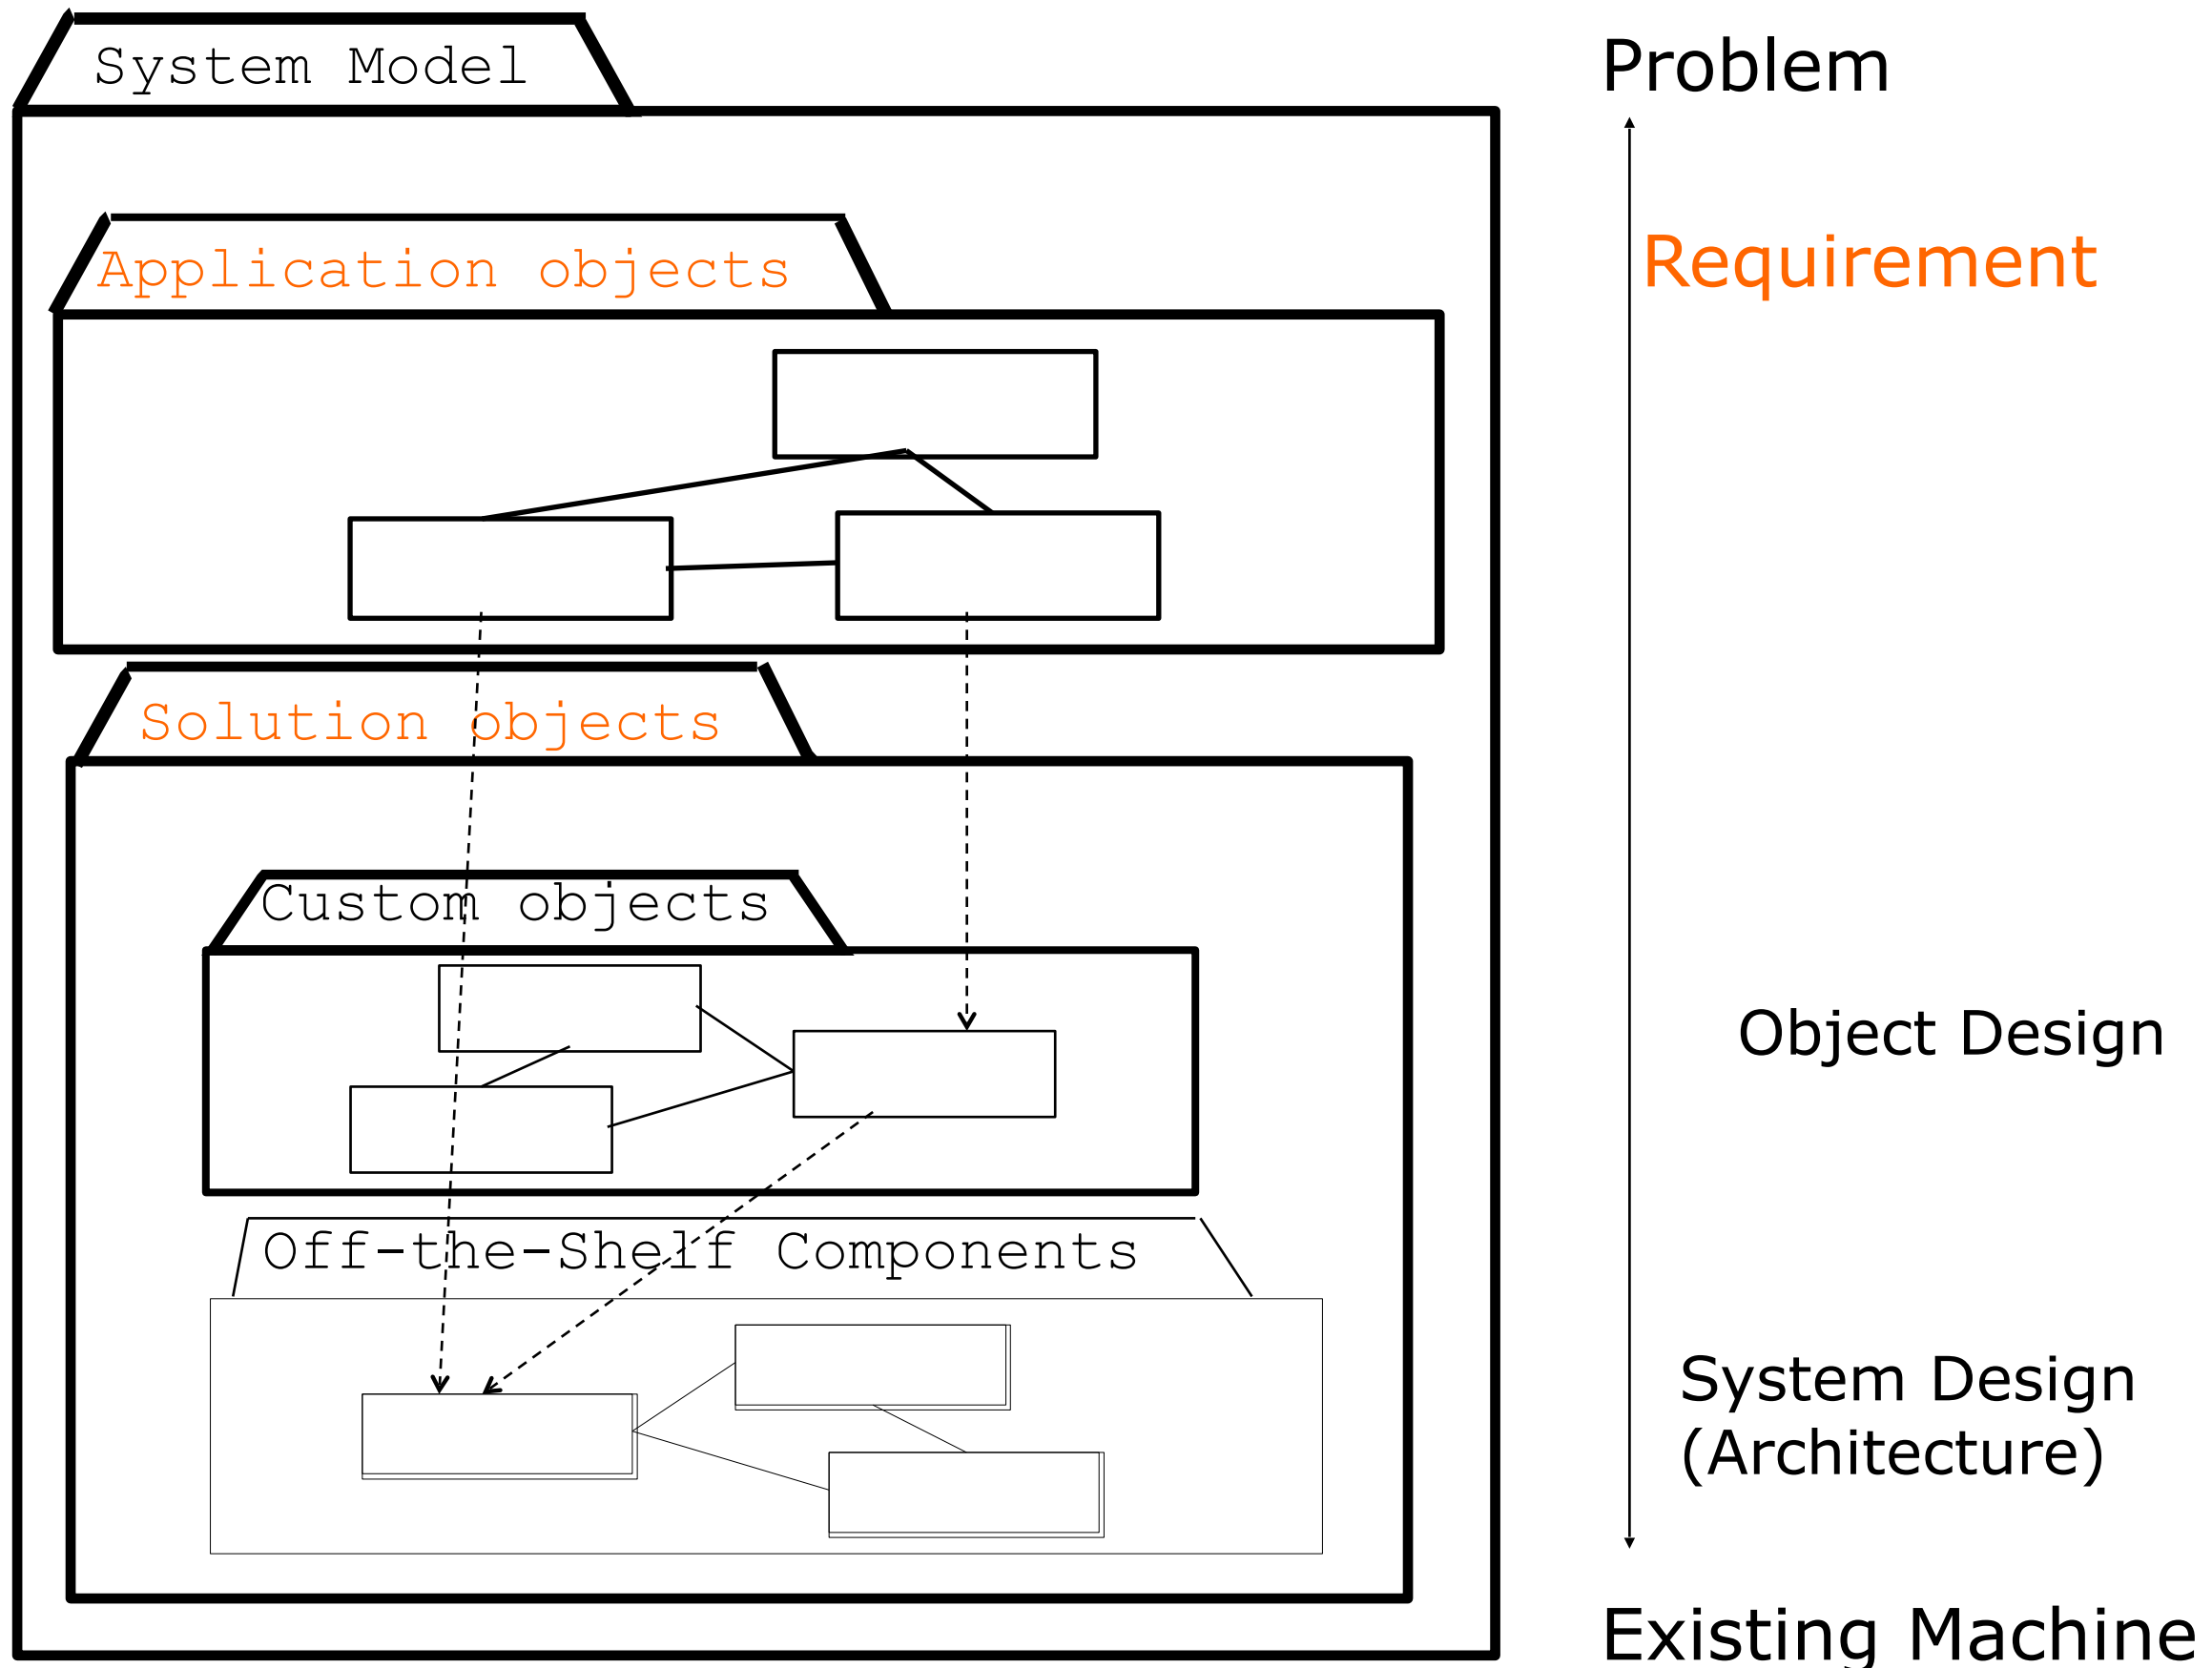 System Model
Problem
Application objects
Requirement
Solution objects
Custom objects
Object Design
Off-the-Shelf Components
System Design
(Architecture)
Existing Machine